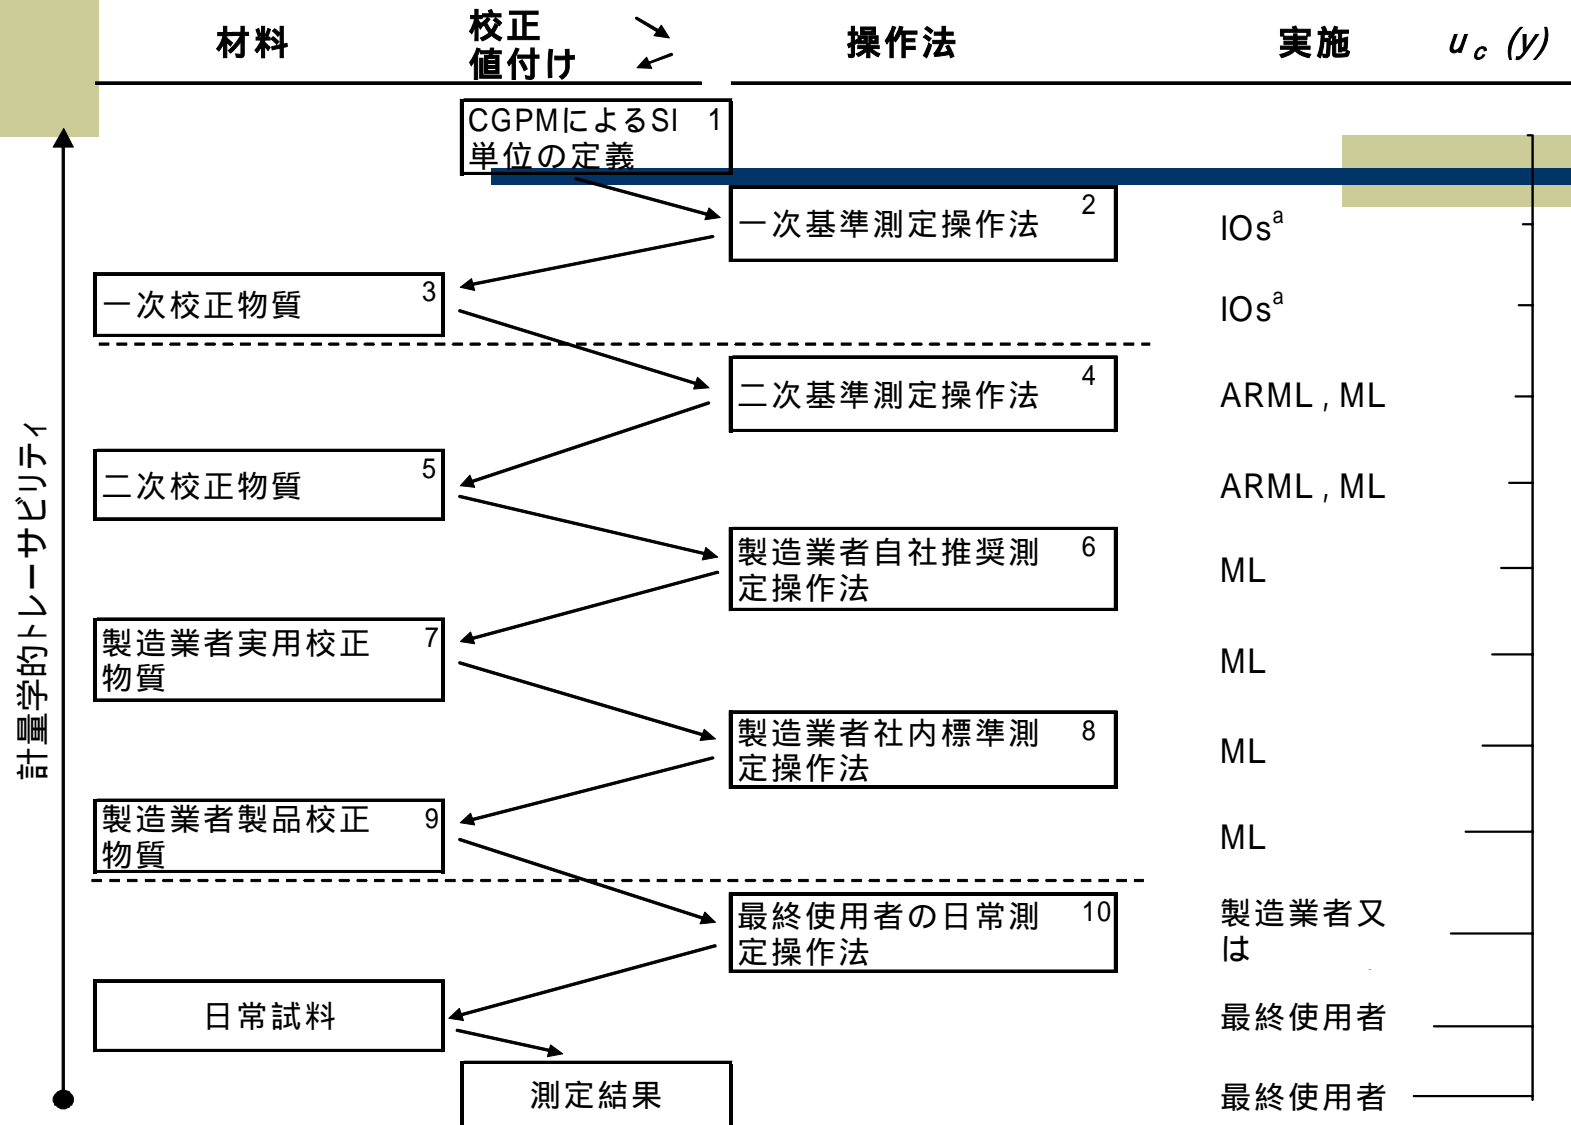 材料
校正
値付け
操作法
実施
u c (y)
CGPMによるSI 1
単位の定義
一次基準測定操作法 2
IOsa
一次校正物質 3
IOsa
二次基準測定操作法 4
ARML , ML
二次校正物質 5
ARML , ML
製造業者自社推奨測 6
定操作法
ML
製造業者実用校正 7
物質
ML
製造業者社内標準測 8
定操作法
ML
製造業者製品校正 9
物質
ML
最終使用者の日常測 10
定操作法
製造業者又
は
日常試料
最終使用者
測定結果
最終使用者
計量学的トレーサビリティ